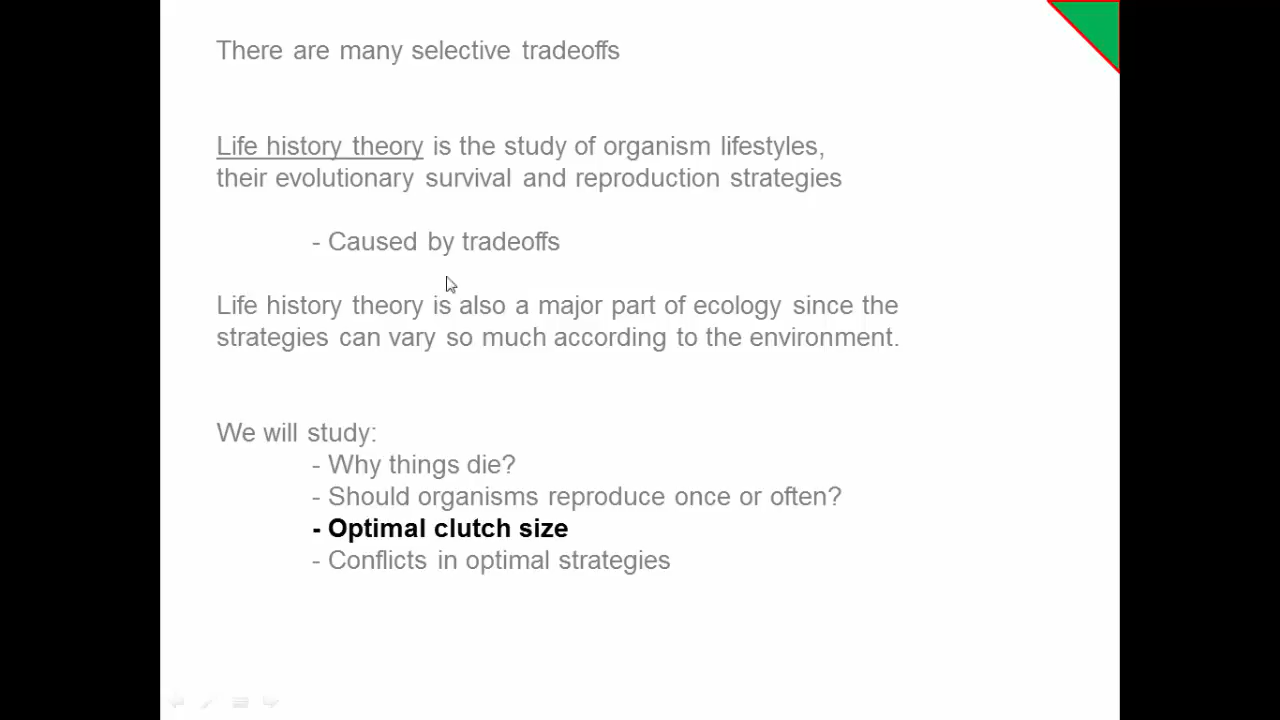 There are many selective tradeoffs
Life history theory is the study of organism lifestyles,
their evolutionary survival and reproduction strategies
- Caused by tradeoffs
Life history theory is also a major part of ecology since the
strategies can vary so much according to the environment.
We will study:
- Why things die?
- Should organisms reproduce once or often?
- Optimal clutch size
- Conflicts in optimal strategies